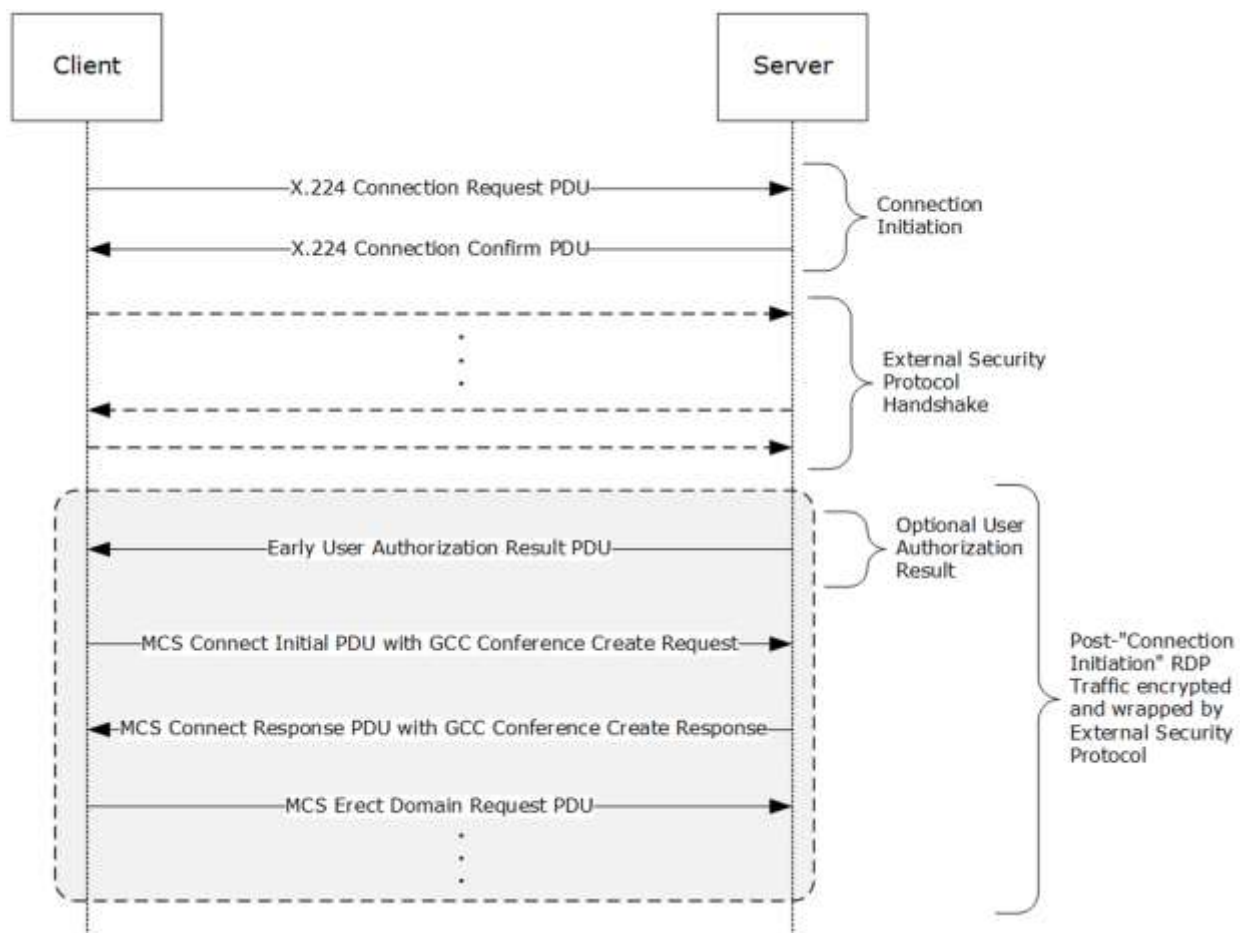 Client
Server
X.224 Connection Request PDU
X.224 Connection Confirm PDU
Connection
Initiation
External Security
Protocol
Handshake
Early User Authorization Result PDU
Optional User
Authorization
Result
MCS Connect Initial PDU with GCC Conference Create Request
MCS Connect Response PDU with GCC Conference Create Response
MCS Erect Domain Request PDU
Post-"Connection
Initiation" RDP
Traffic encrypted
and wrapped by
External Security
Protocol